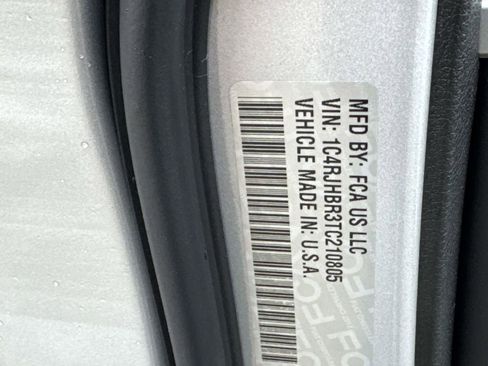 MFD BY: FCA US LLC
VIN: 1C4RJHBR3TC210805
VEHICLE MADE IN: U.S.A.